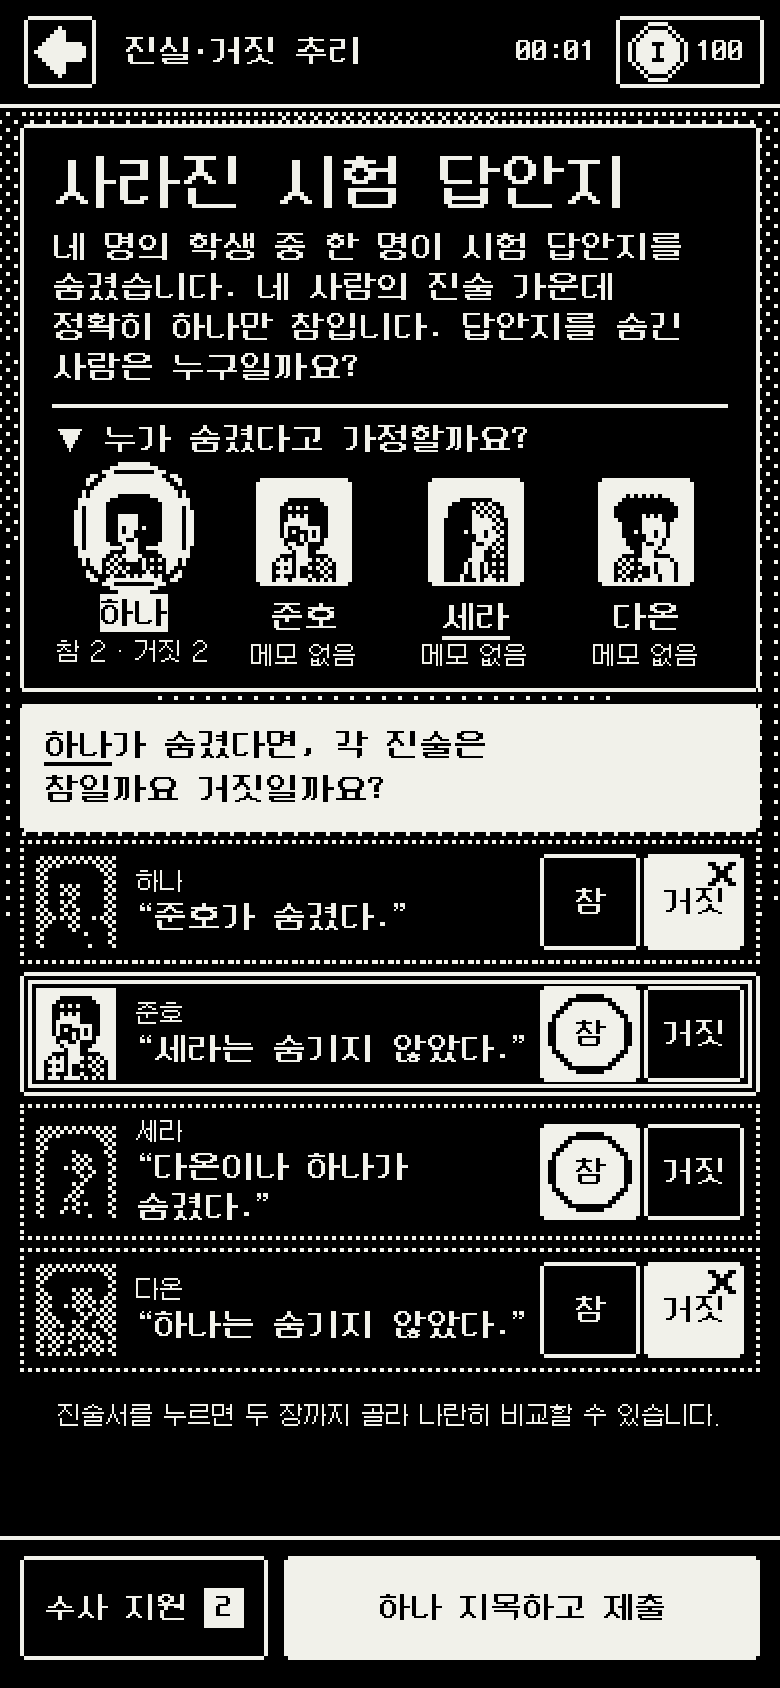 진실·거짓 추리 00:01 I 100
사라진 시험 답안지
네 명의 학생 중 한 명이 시험 답안지를
숨겼습니다. 네 사람의 진술 가운데
정확히 하나만 참입니다. 답안지를 숨긴
사람은 누구일까요?
▼ 누가 숨겼다고 가정할까요?
하나 준호 세라 다온
참 2 · 거짓 2 메모 없음 메모 없음 메모 없음
하나가 숨겼다면, 각 진술은
참일까요 거짓일까요?
하나
“준호가 숨겼다.” 참 거짓
준호
“세라는 숨기지 않았다.” 참 거짓
세라
“다온이나 하나가
숨겼다.” 참 거짓
다온
“하나는 숨기지 않았다.” 참 거짓
진술서를 누르면 두 장까지 골라 나란히 비교할 수 있습니다.
수사 지원 2 하나 지목하고 제출